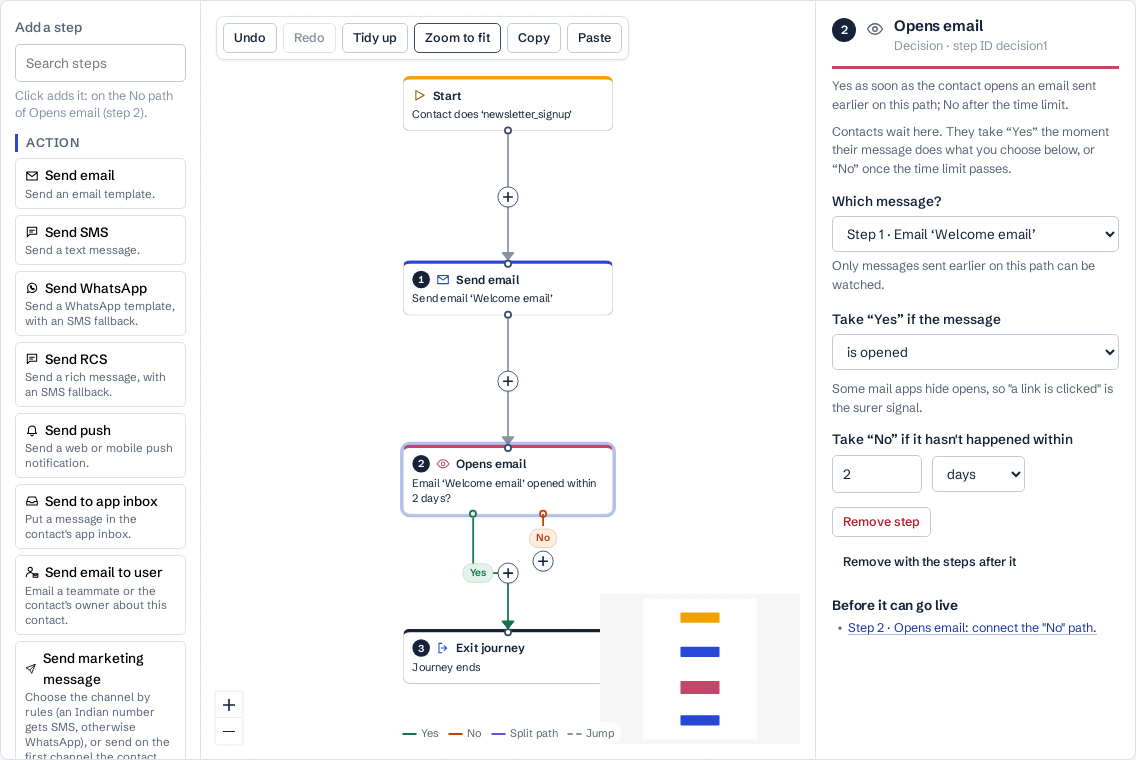 Add a step
Search steps
Click adds it: on the No path
of Opens email (step 2).
ACTION
Send email
Send an email template.
Send SMS
Send a text message.
Send WhatsApp
Send a WhatsApp template,
with an SMS fallback.
Send RCS
Send a rich message, with
an SMS fallback.
Send push
Send a web or mobile push
notification.
Send to app inbox
Put a message in the
contact's app inbox.
Send email to user
Email a teammate or the
contact's owner about this
contact.
Send marketing
message
Choose the channel by
rules (an Indian number
gets SMS, otherwise
WhatsApp), or send on the
first channel the contact
Undo
Redo
Tidy up
Zoom to fit
Copy
Paste
Start
Contact does ‘newsletter_signup’
1
Send email
Send email ‘Welcome email’
2
Opens email
Email ‘Welcome email’ opened within
2 days?
No
Yes
3
Exit journey
Journey ends
Yes
No
Split path
Jump
2
Opens email
Decision · step ID decision1
Yes as soon as the contact opens an email sent
earlier on this path; No after the time limit.
Contacts wait here. They take “Yes” the moment
their message does what you choose below, or
“No” once the time limit passes.
Which message?
Step 1 · Email ‘Welcome email’
Only messages sent earlier on this path can be
watched.
Take “Yes” if the message
is opened
Some mail apps hide opens, so "a link is clicked" is
the surer signal.
Take “No” if it hasn't happened within
2
days
Remove step
Remove with the steps after it
Before it can go live
• Step 2 · Opens email: connect the "No" path.